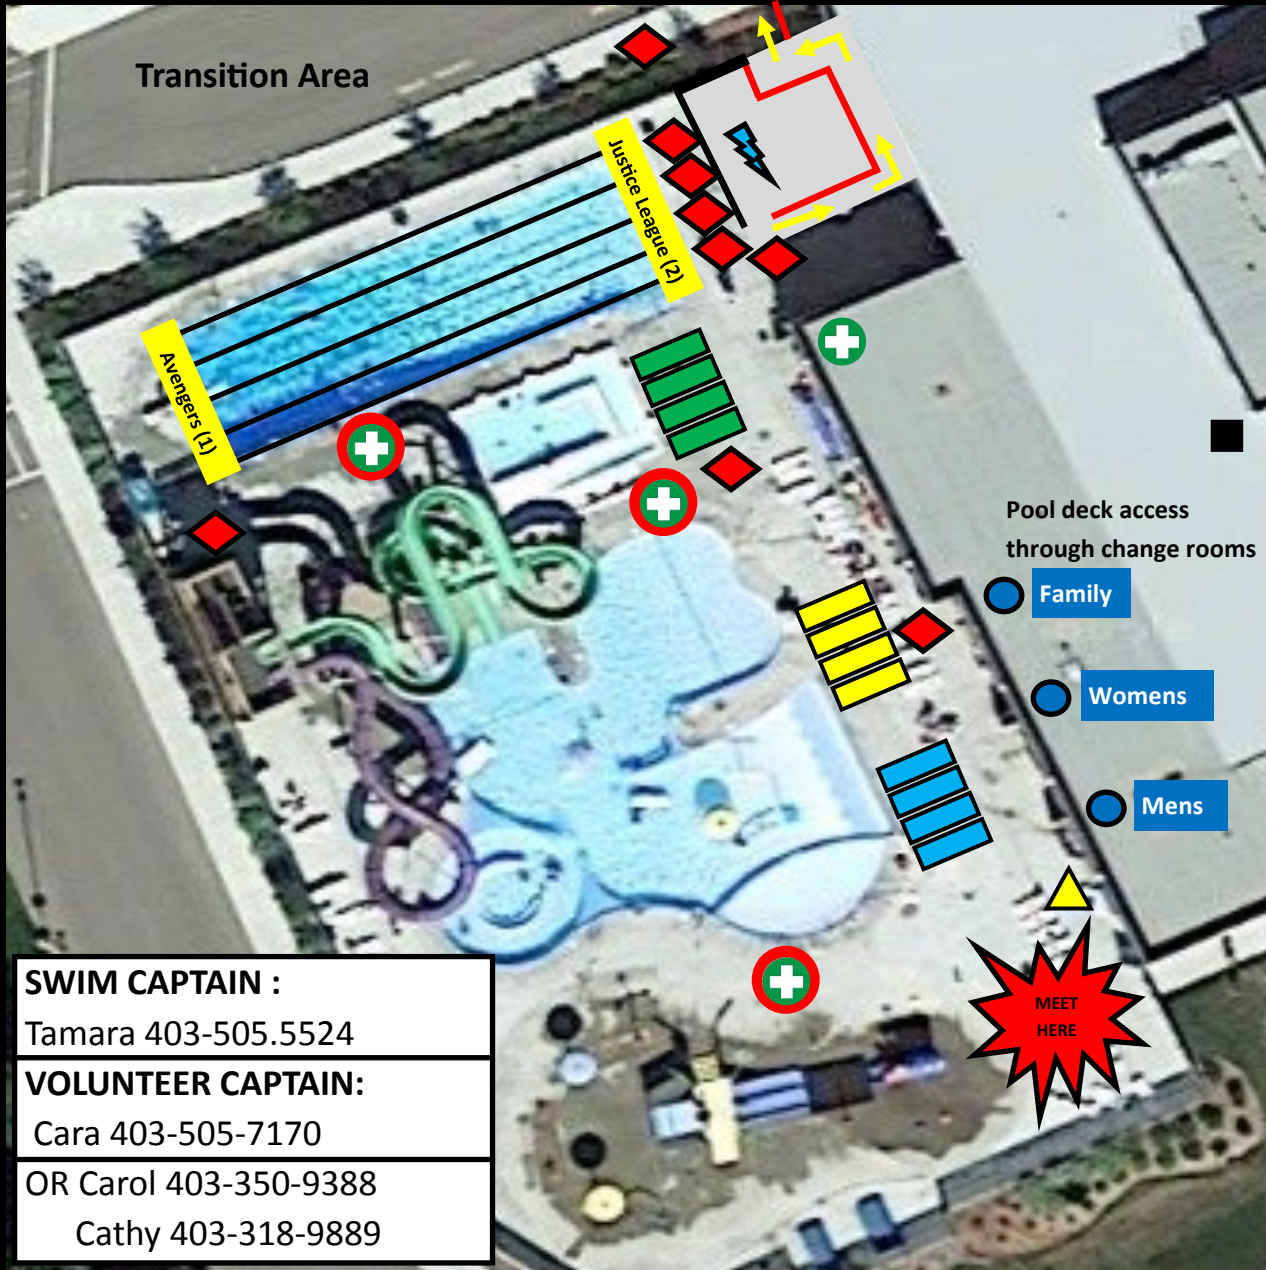 Transition Area
Justice League (2)
Avengers (1)
Pool deck access
through change rooms
Family
Womens
Mens
MEET
HERE
SWIM CAPTAIN :
Tamara 403-505.5524
VOLUNTEER CAPTAIN:
Cara 403-505-7170
OR Carol 403-350-9388
Cathy 403-318-9889